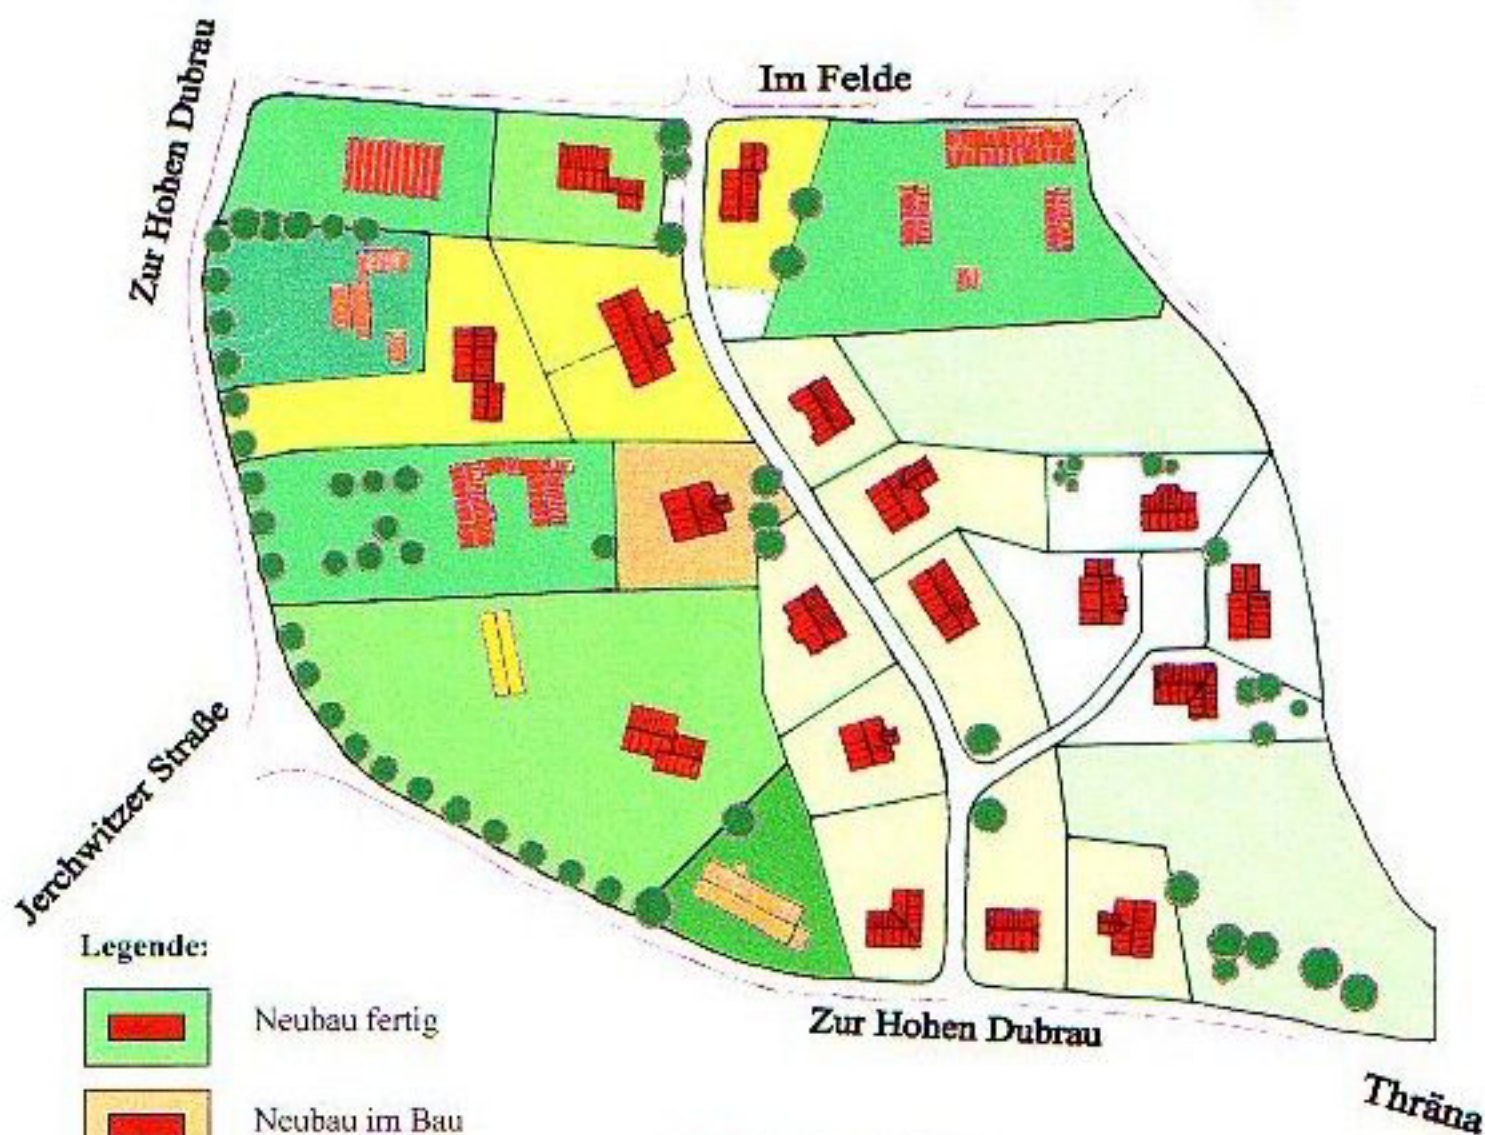 Im Felde
Zur Hohen Dubrau
Jerchwitzer Straße
Legende:
Neubau fertig
Neubau im Bau
Zur Hohen Dubrau
Thräna